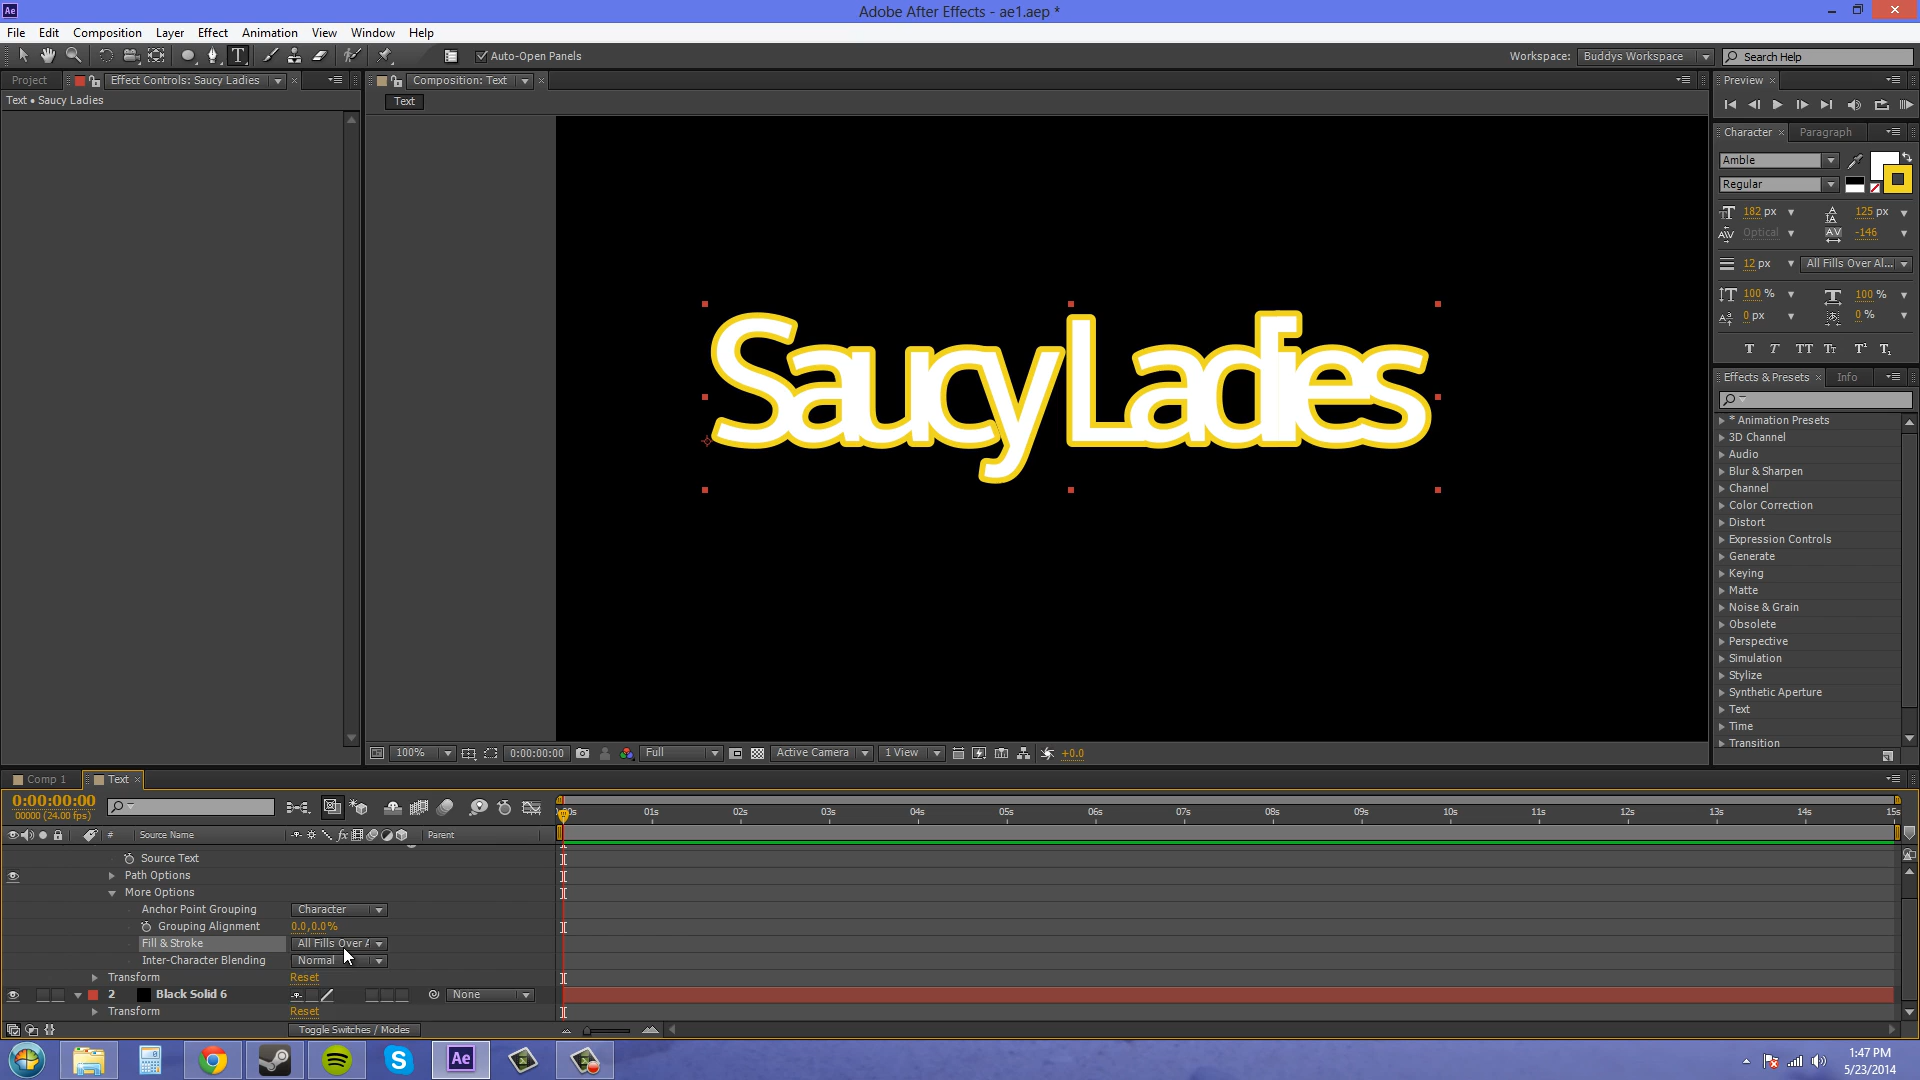 Adobe After Effects - ae1.aep *
File Edit Composition Layer Effect Animation View Window Help
Auto-Open Panels
Workspace: Buddys Workspace
Search Help
Project Effect Controls: Saucy Ladies
Text • Saucy Ladies
Composition: Text
Text
Saucy Ladies
100% 0:00:00:00 Full Active Camera 1 View +0.0
Preview
Character Paragraph
Amble
Regular
182 px 125 px
Optical -146
12 px All Fills Over Al...
100 % 100 %
0 px 0 %
T T TT Tt T¹ T₁
Effects & Presets Info
* Animation Presets
3D Channel
Audio
Blur & Sharpen
Channel
Color Correction
Distort
Expression Controls
Generate
Keying
Matte
Noise & Grain
Obsolete
Perspective
Simulation
Stylize
Synthetic Aperture
Text
Time
Transition
Comp 1 Text
0:00:00:00
00000 (24.00 fps)
# Source Name Parent
01s 02s 03s 04s 05s 06s 07s 08s 09s 10s 11s 12s 13s 14s 15s
Source Text
Path Options
More Options
Anchor Point Grouping Character
Grouping Alignment 0.0,0.0%
Fill & Stroke All Fills Over A
Inter-Character Blending Normal
Transform Reset
2 Black Solid 6 None
Transform Reset
Toggle Switches / Modes
Ae
1:47 PM
5/23/2014